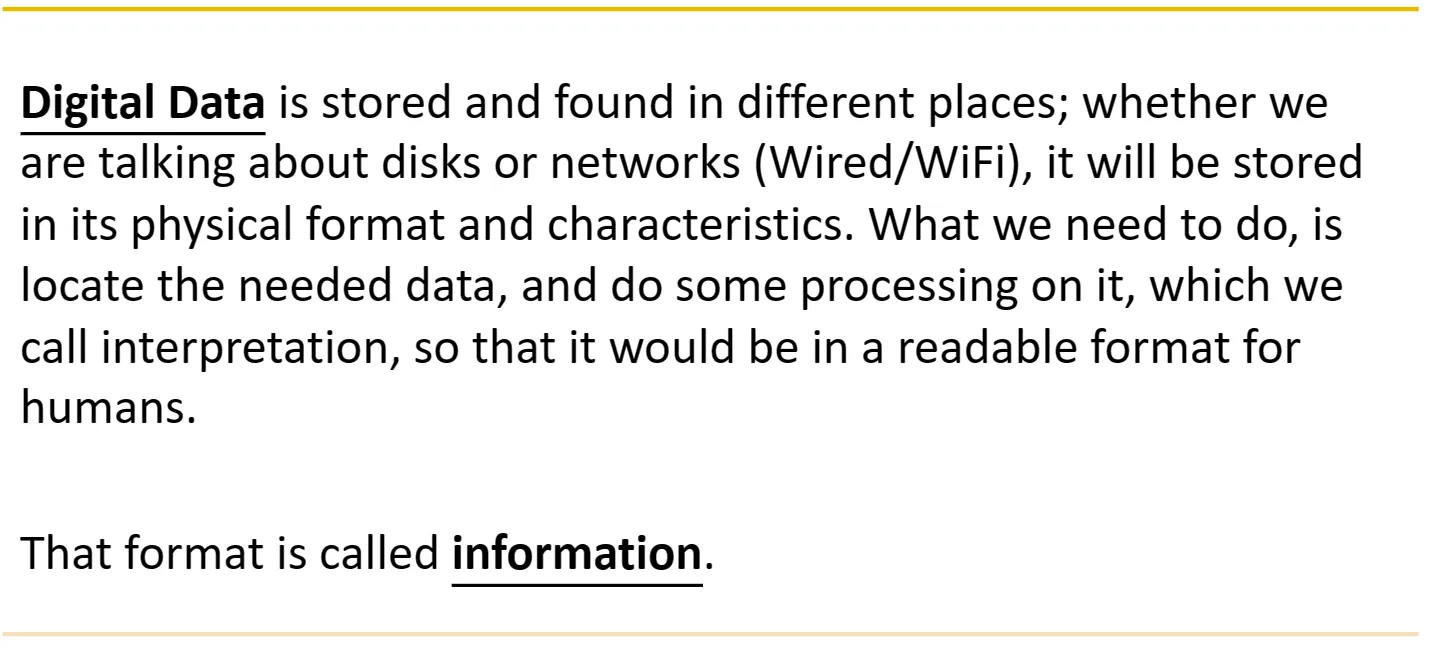 Digital Data is stored and found in different places; whether we
are talking about disks or networks (Wired/WiFi), it will be stored
in its physical format and characteristics. What we need to do, is
locate the needed data, and do some processing on it, which we
call interpretation, so that it would be in a readable format for
humans.
That format is called information.